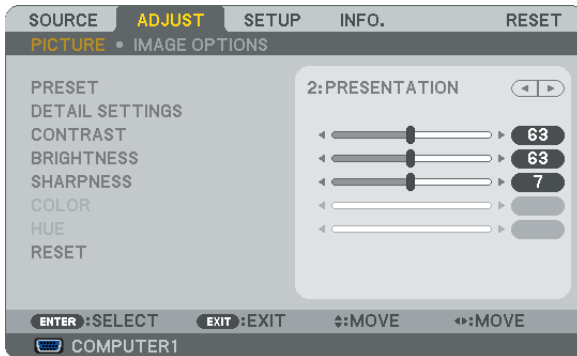 SOURCE ADJUST SETUP INFO. RESET
PICTURE • IMAGE OPTIONS
PRESET 2:PRESENTATION
DETAIL SETTINGS
CONTRAST 63
BRIGHTNESS 63
SHARPNESS 7
COLOR
HUE
RESET
ENTER :SELECT EXIT :EXIT :MOVE :MOVE
COMPUTER1